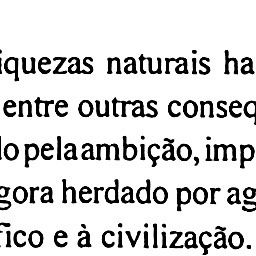 iquezas naturais ha
entre outras conseq
lo pela ambição, imp
gora herdado por ag
fico e à civilização.